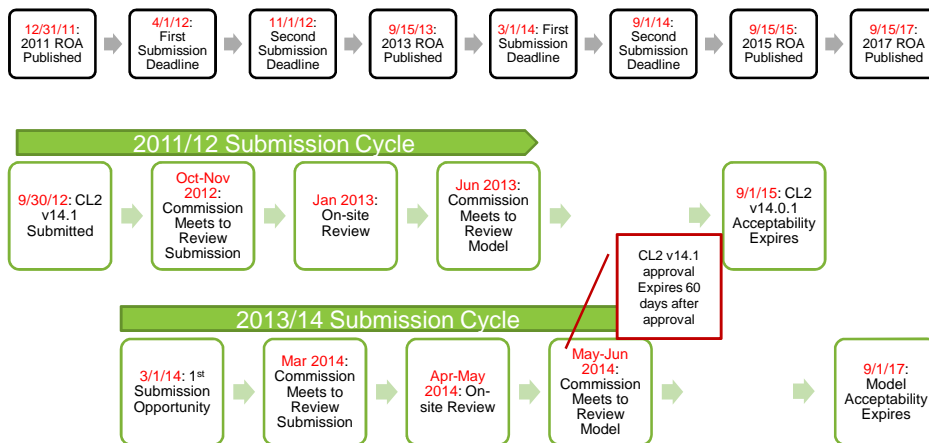 12/31/11:
2011 ROA
Published
4/1/12:
First
Submission
Deadline
11/1/12:
Second
Submission
Deadline
9/15/13:
2013 ROA
Published
3/1/14: First
Submission
Deadline
9/1/14:
Second
Submission
Deadline
9/15/15:
2015 ROA
Published
9/15/17:
2017 ROA
Published
2011/12 Submission Cycle
9/30/12: CL2
v14.1
Submitted
Oct-Nov
2012:
Commission
Meets to
Review
Submission
Jan 2013:
On-site
Review
Jun 2013:
Commission
Meets to
Review
Model
9/1/15: CL2
v14.0.1
Acceptability
Expires
CL2 v14.1
approval
Expires 60
days after
approval
2013/14 Submission Cycle
3/1/14: 1st
Submission
Opportunity
Mar 2014:
Commission
Meets to
Review
Submission
Apr-May
2014: On-
site Review
May-Jun
2014:
Commission
Meets to
Review
Model
9/1/17:
Model
Acceptability
Expires